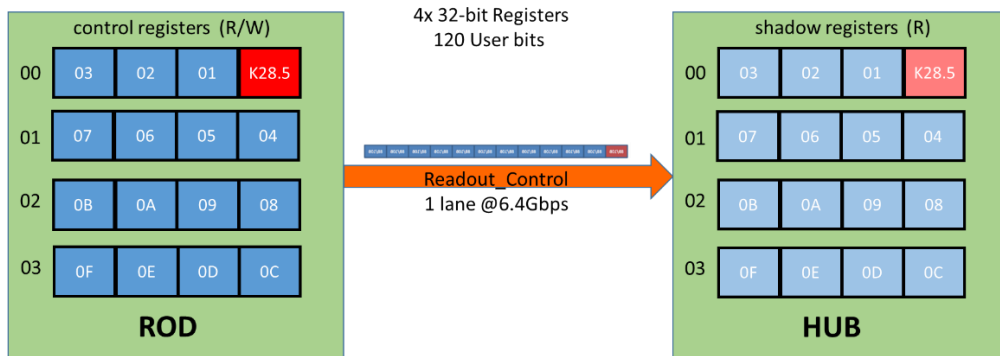 control registers (R/W)
00 03 02 01 K28.5
01 07 06 05 04
02 0B 0A 09 08
03 0F 0E 0D 0C
ROD
4x 32-bit Registers
120 User bits
Readout_Control
1 lane @6.4Gbps
shadow registers (R)
00 03 02 01 K28.5
01 07 06 05 04
02 0B 0A 09 08
03 0F 0E 0D 0C
HUB